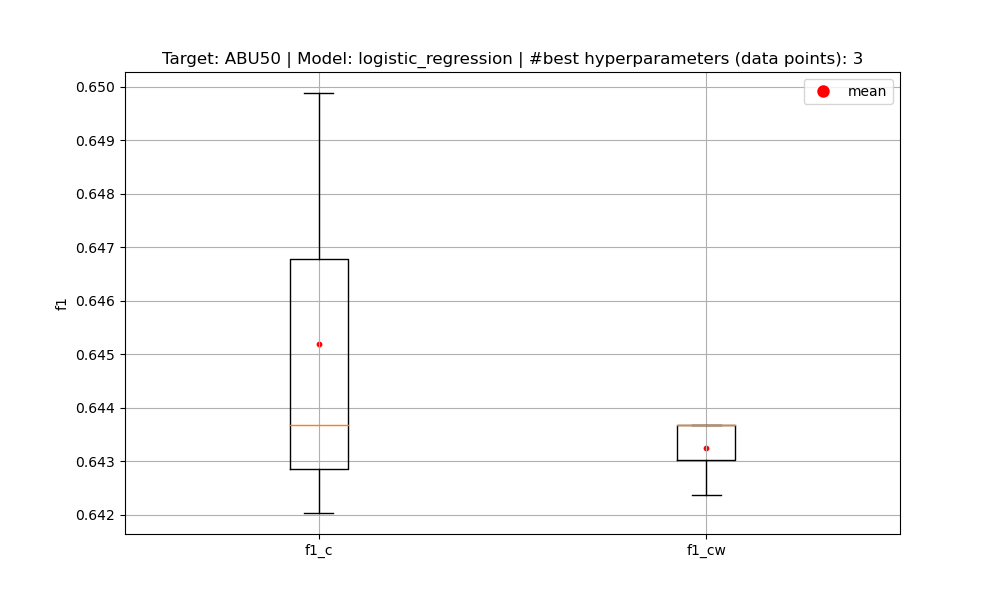 Target: ABU50 | Model: logistic_regression | #best hyperparameters (data points): 3
mean
0.650
0.649
0.648
0.647
0.646
0.645
0.644
0.643
0.642
f1
f1_c
f1_cw